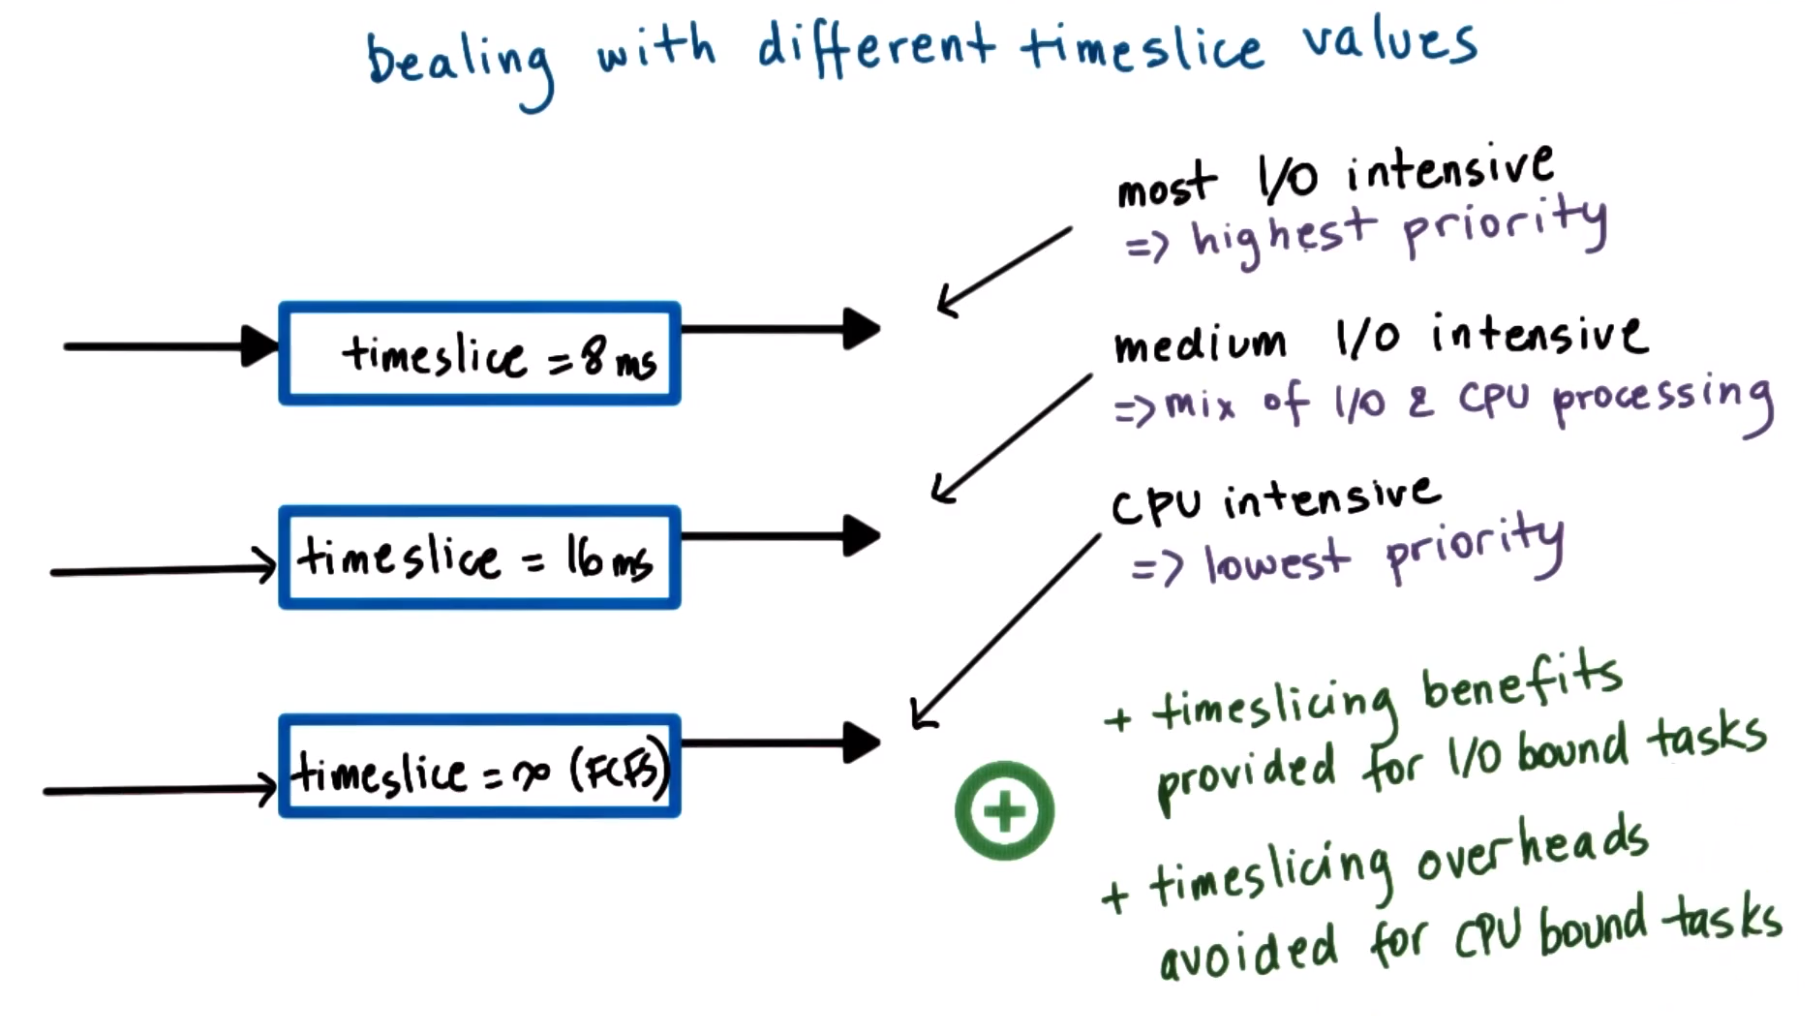 Dealing with different timeslice values
most I/O intensive
=> highest priority
timeslice = 8 ms
medium I/O intensive
=> mix of I/O & CPU processing
CPU intensive
=> lowest priority
timeslice = 16 ms
timeslice = ∞ (FCFS)
+ timeslicing benefits
provided for I/O bound tasks
+
+ timeslicing overheads
avoided for CPU bound tasks